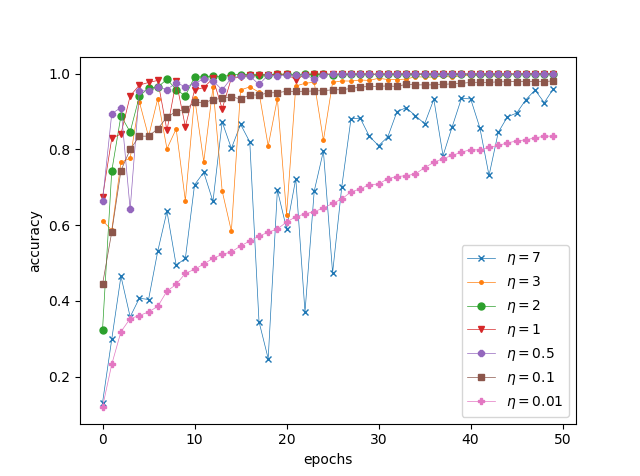 1.0
0.8
0.6
0.4
0.2
accuracy
0
10
20
30
40
50
epochs
η = 7
η = 3
η = 2
η = 1
η = 0.5
η = 0.1
η = 0.01